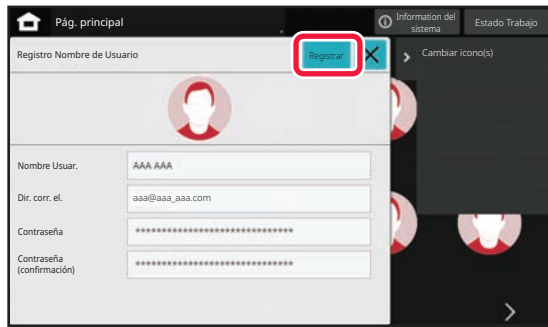 Pág. principal
Information del
sistema
Estado Trabajo
Registro Nombre de Usuario
Registrar
Cambiar icono(s)
Nombre Usuar.
AAA AAA
Dir. corr. el.
aaa@aaa_aaa.com
Contraseña
******************************
Contraseña
(confirmación)
******************************